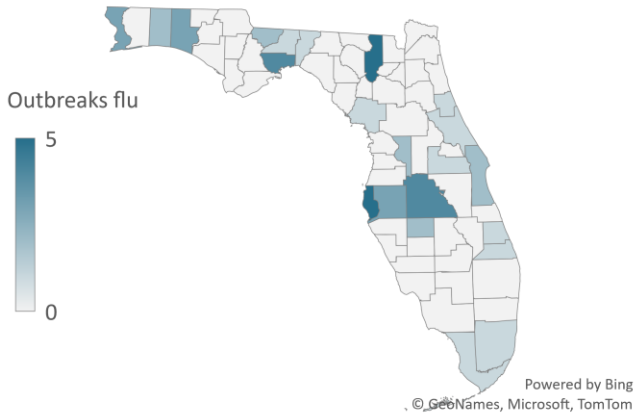 Outbreaks flu
5
0
Powered by Bing
© GeoNames, Microsoft, TomTom